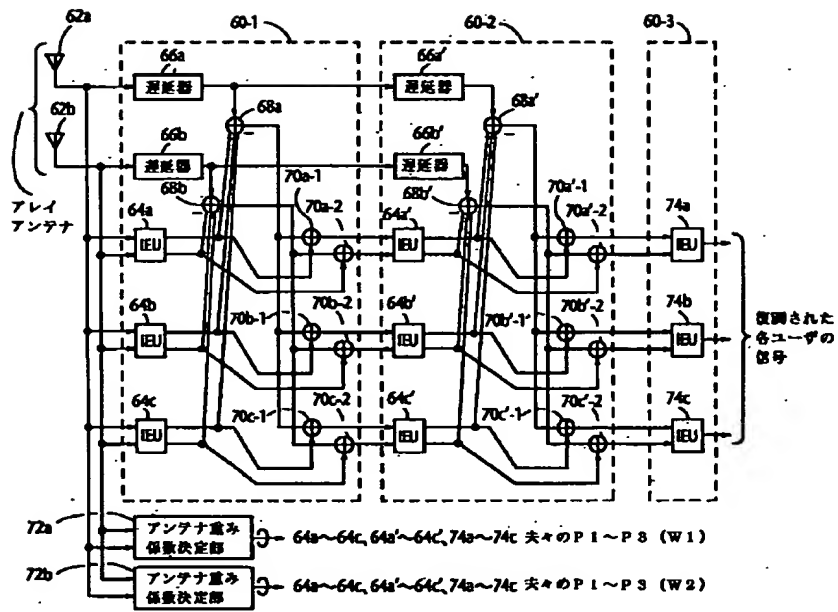 62a
60-1
60-2
60-3
66a
66a'
遅延器
遅延器
68a
68a'
62b
66b
66b'
遅延器
遅延器
68b
68b'
アレイ
アンテナ
64a
70a-1
70a-2
64a'
70a'-1
70a'-2
74a
IEU
IEU
IEU
64b
70b-1
70b-2
64b'
70b'-1
70b'-2
74b
IEU
IEU
IEU
復調された
各ユーザの
信号
64c
70c-1
70c-2
64c'
70c'-1
70c'-2
74c
IEU
IEU
IEU
72a
アンテナ重み
係数決定部
64a～64c、64a'～64c'、74a～74c 夫々のP1～P3 (W1)
72b
アンテナ重み
係数決定部
64a～64c、64a'～64c'、74a～74c 夫々のP1～P3 (W2)